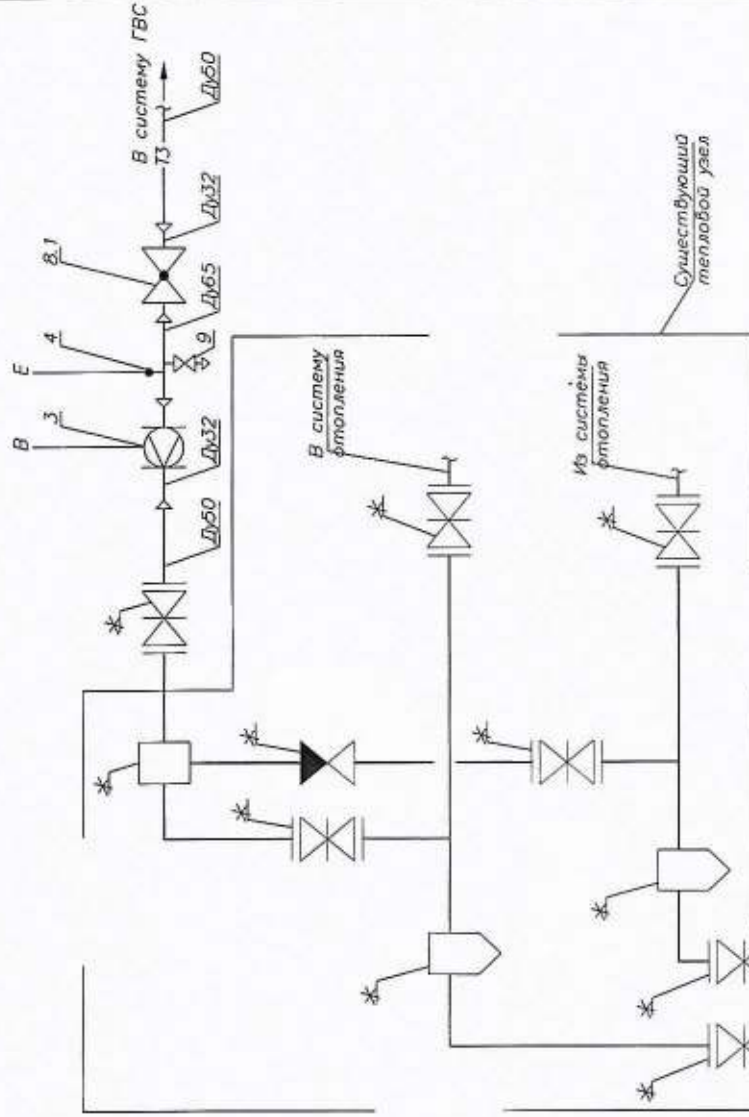 В систему ГВС
Т3
Ду50
Ду32
8.1
Ду65
4
9
Е
В
3
Ду32
Ду50
*
В систему
отопления
*
Существующий
тепловой узел
Из системы
отопления
*
*
*
*
*
*
*
*
*